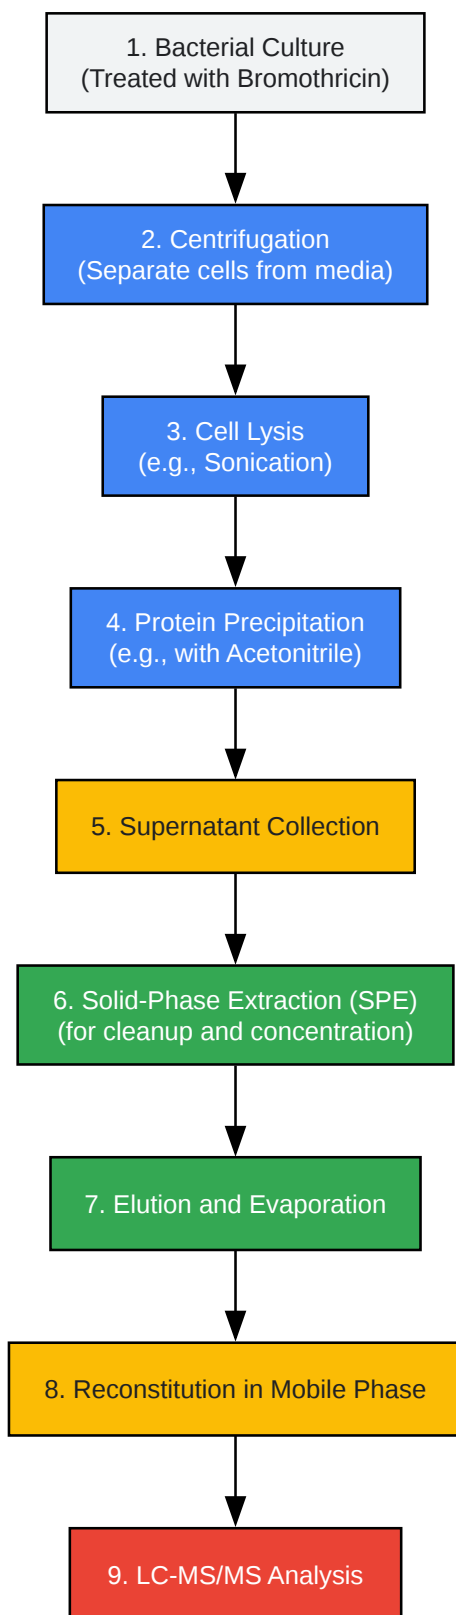 1. Bacterial Culture
(Treated with Bromothricin)
2. Centrifugation
(Separate cells from media)
3. Cell Lysis
(e.g., Sonication)
4. Protein Precipitation
(e.g., with Acetonitrile)
5. Supernatant Collection
6. Solid-Phase Extraction (SPE)
(for cleanup and concentration)
7. Elution and Evaporation
8. Reconstitution in Mobile Phase
9. LC-MS/MS Analysis